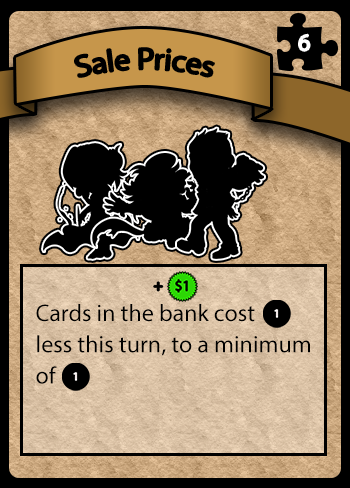 Sale Prices
6
+ $1
Cards in the bank cost 1
less this turn, to a minimum
of 1